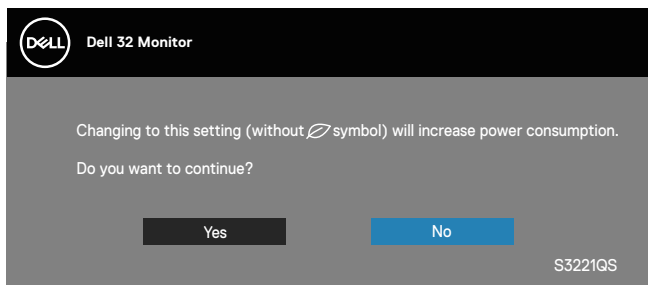 DELL
Dell 32 Monitor
Changing to this setting (without symbol) will increase power consumption.
Do you want to continue?
Yes No
S3221QS